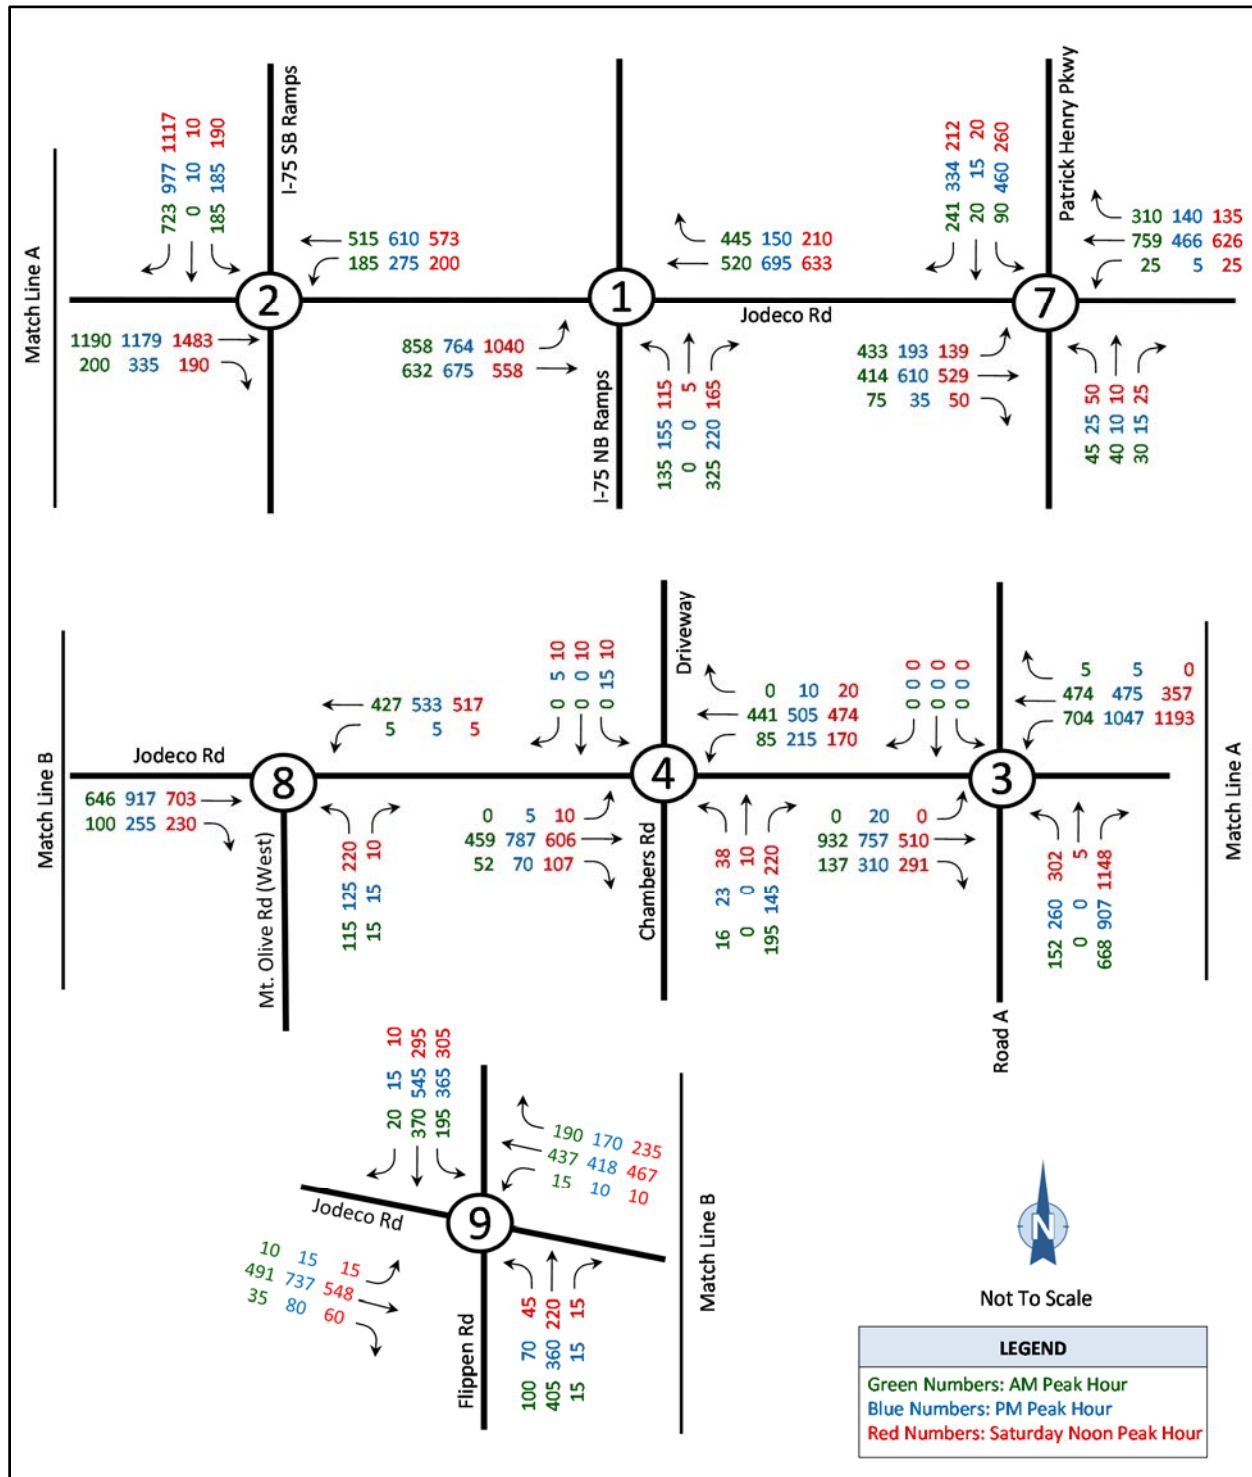 I-75 SB Ramps
Patrick Henry Pkwy
Match Line A
723 977 1117
0 10 10
185 185 190
241 334 212
20 15 20
90 460 260
515 610 573
185 275 200
445 150 210
520 695 633
310 140 135
759 466 626
25 5 25
2
1
7
Jodeco Rd
1190 1179 1483
200 335 190
858 764 1040
632 675 558
I-75 NB Ramps
135 155 115
0 0 5
325 220 165
433 193 139
414 610 529
75 35 50
45 25 50
40 10 10
30 15 25
Match Line B
Driveway
Match Line A
427 533 517
5 5 5
0 5 10
0 0 10
0 15 10
0 10 20
441 505 474
85 215 170
0 0 0
0 0 0
0 0 0
5 5 0
474 475 357
704 1047 1193
Jodeco Rd
8
4
3
646 917 703
100 255 230
Mt. Olive Rd (West)
115 125 220
15 15 10
0 5 10
459 787 606
52 70 107
Chambers Rd
16 23 38
0 0 10
195 145 220
0 20 0
932 757 510
137 310 291
Road A
152 260 302
0 0 5
668 907 1148
20 15 10
370 545 295
195 365 305
190 170 235
437 418 467
15 10 10
Jodeco Rd
9
Match Line B
10 15 15
491 737 548
35 80 60
Flippen Rd
100 70 45
405 360 220
15 15 15
N
Not To Scale
LEGEND
Green Numbers: AM Peak Hour
Blue Numbers: PM Peak Hour
Red Numbers: Saturday Noon Peak Hour